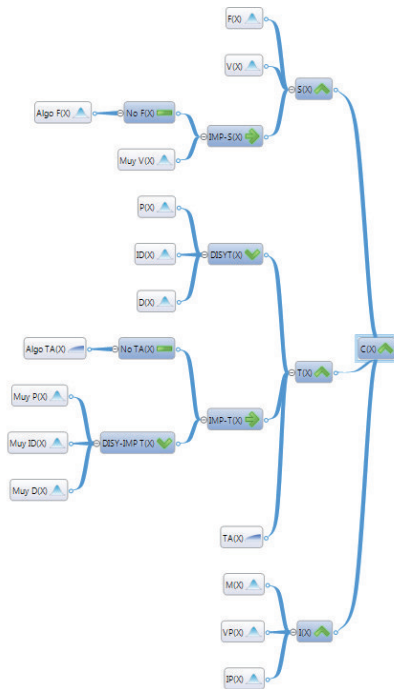 F(X)
V(X)
S(X)
Algo F(X)
No F(X)
IMP-S(X)
Muy V(X)
P(X)
ID(X)
DISYT(X)
D(X)
Algo TA(X)
No TA(X)
C(X)
T(X)
Muy P(X)
IMP-T(X)
Muy ID(X)
DISY-IMP T(X)
Muy D(X)
TA(X)
M(X)
VP(X)
I(X)
IP(X)